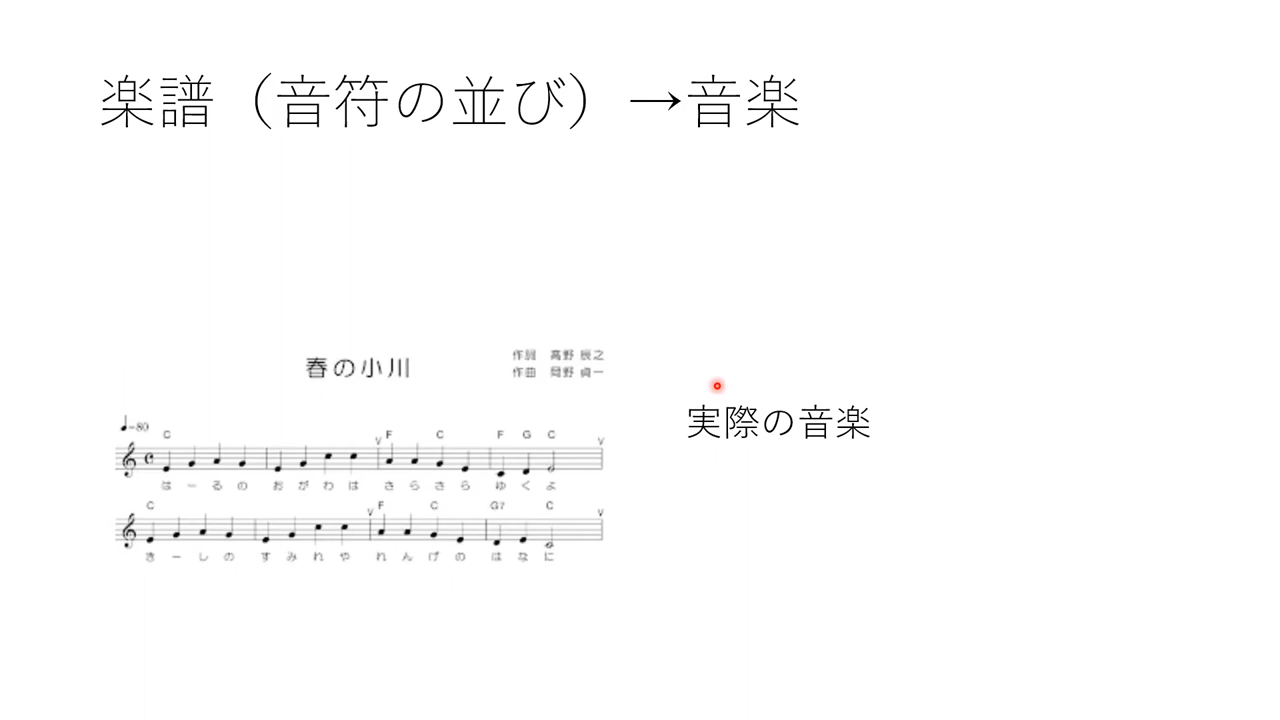 楽譜（音符の並び）→音楽
春の小川
作詞 高野 辰之
作曲 岡野 貞一
♩=80
C F C F G C
は ー る の お が わ は さ ら さ ら ゆ く よ
C F C G7 C
き ー し の す み れ や れ ん げ の は な に
実際の音楽